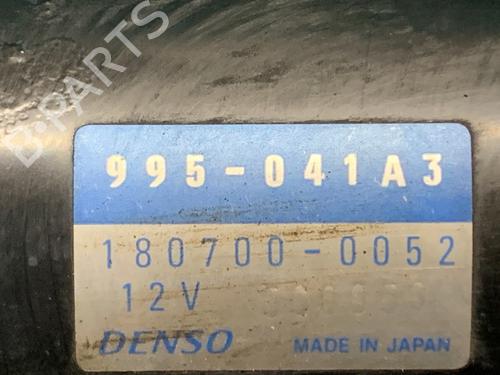 B-PARTS
995-041A3
180700-0052
12V
DENSO MADE IN JAPAN